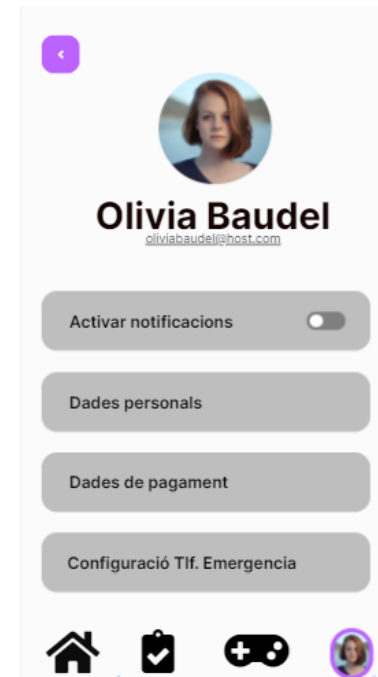 Olivia Baudel
oliviabaudel@host.com
Activar notificacions
Dades personals
Dades de pagament
Configuració Tlf. Emergencia